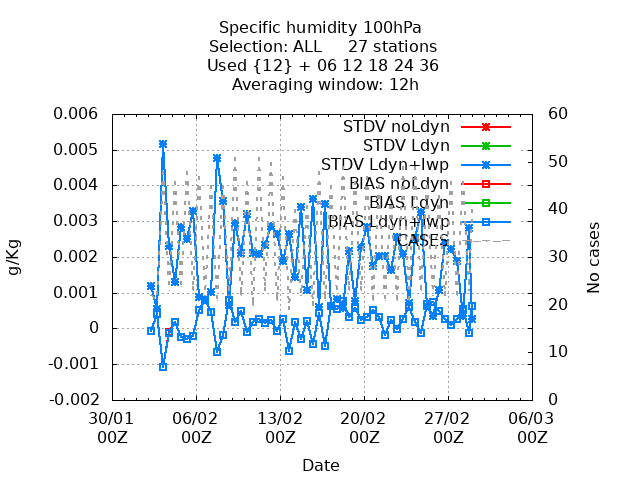 Specific humidity 100hPa
Selection: ALL 27 stations
Used {12} + 06 12 18 24 36
Averaging window: 12h
0.006
0.005
0.004
0.003
0.002
0.001
0
-0.001
-0.002
g/Kg
60
50
40
30
20
10
0
No cases
STDV noLdyn
STDV Ldyn
STDV Ldyn+Iwp
BIAS noLdyn
BIAS Ldyn
BIAS Ldyn+Iwp
CASES
30/01 06/02 13/02 20/02 27/02 06/03
00Z 00Z 00Z 00Z 00Z 00Z
Date